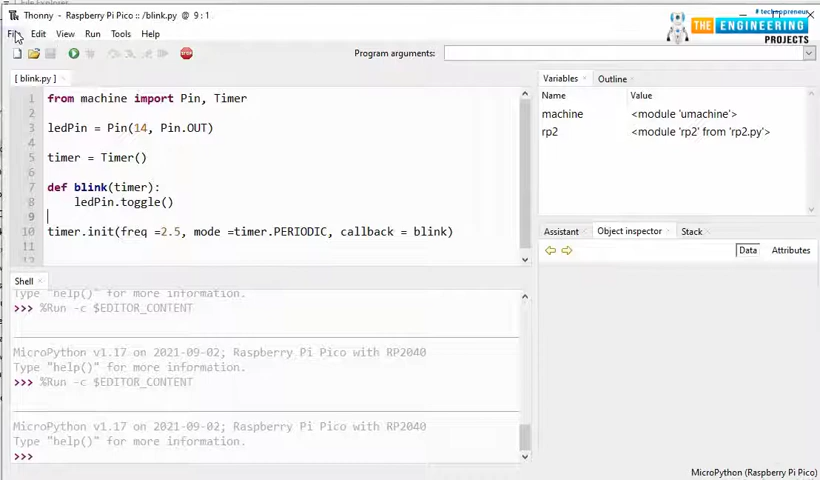 Thonny - Raspberry Pi Pico :: /blink.py @ 9 : 1
# techoppreneur
THE ENGINEERING
PROJECTS
File Edit View Run Tools Help
Program arguments:
[ blink.py ]
1 from machine import Pin, Timer
2
3 ledPin = Pin(14, Pin.OUT)
4
5 timer = Timer()
6
7 def blink(timer):
8 ledPin.toggle()
9
10 timer.init(freq =2.5, mode =timer.PERIODIC, callback = blink)
11
12
Variables Outline
Name Value
machine <module 'umachine'>
rp2 <module 'rp2' from 'rp2.py'>
Assistant Object inspector Stack
Data Attributes
Shell
Type "help()" for more information.
>>> %Run -c $EDITOR_CONTENT
MicroPython v1.17 on 2021-09-02; Raspberry Pi Pico with RP2040
Type "help()" for more information.
>>> %Run -c $EDITOR_CONTENT
MicroPython v1.17 on 2021-09-02; Raspberry Pi Pico with RP2040
Type "help()" for more information.
>>>
MicroPython (Raspberry Pi Pico)